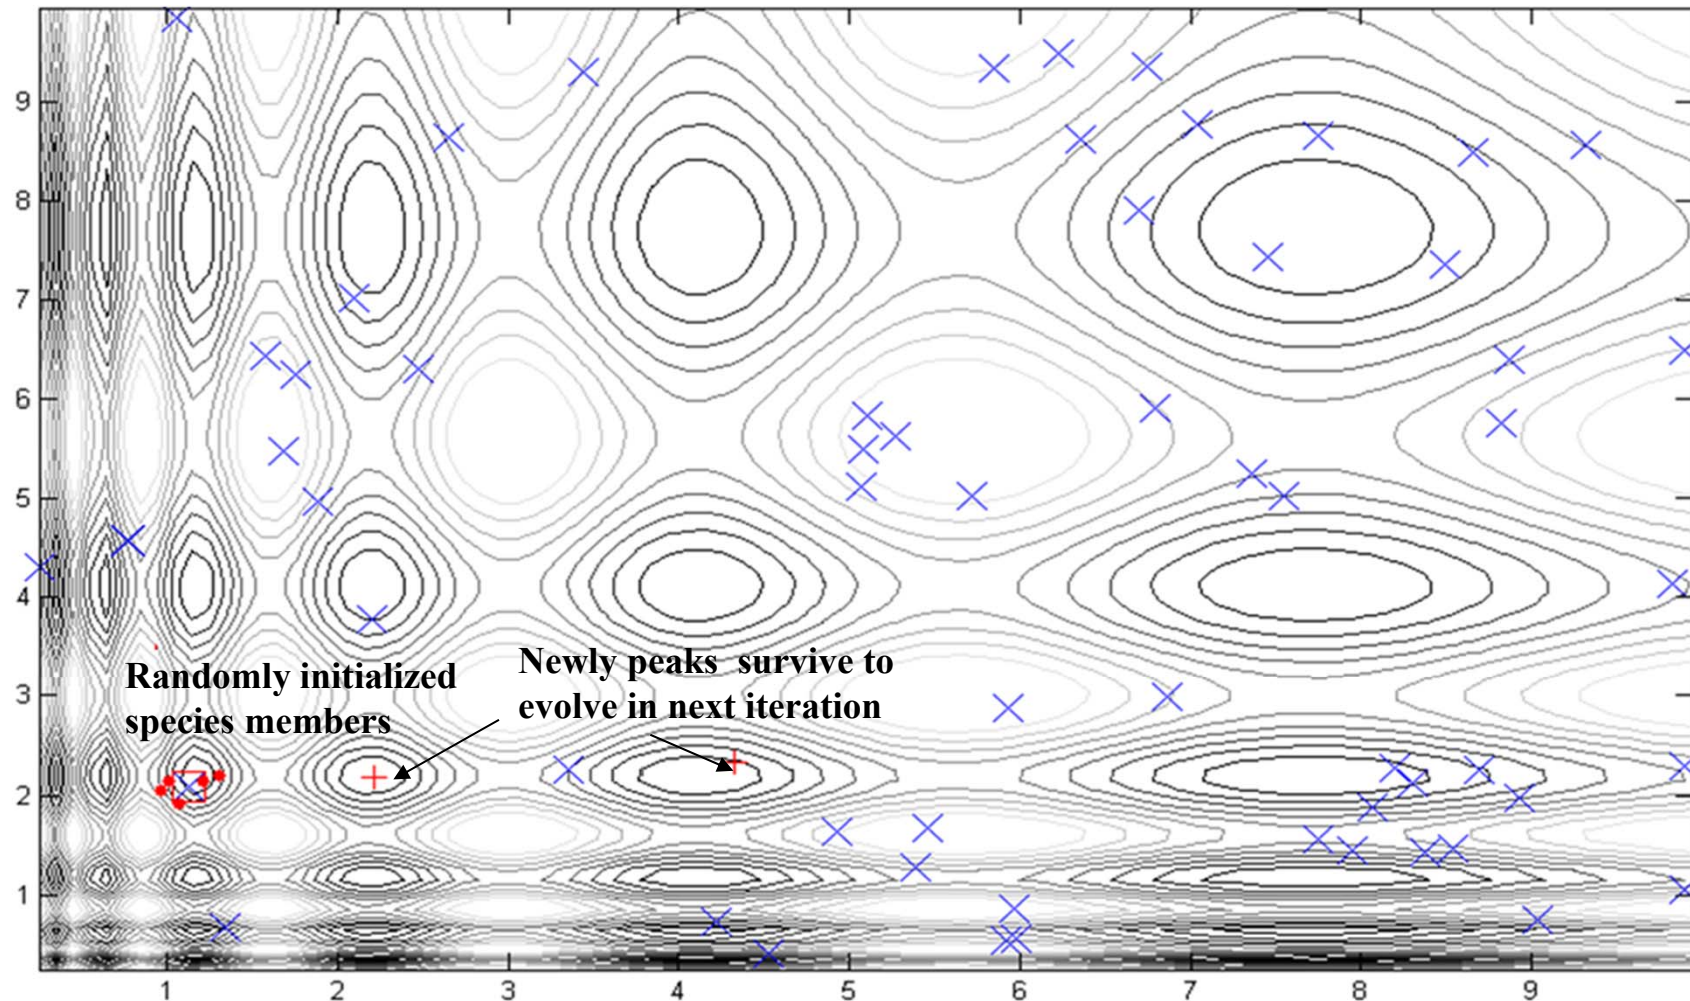 9
8
7
6
5
4
3
2
1
Randomly initialized
species members
Newly peaks survive to
evolve in next iteration
1 2 3 4 5 6 7 8 9